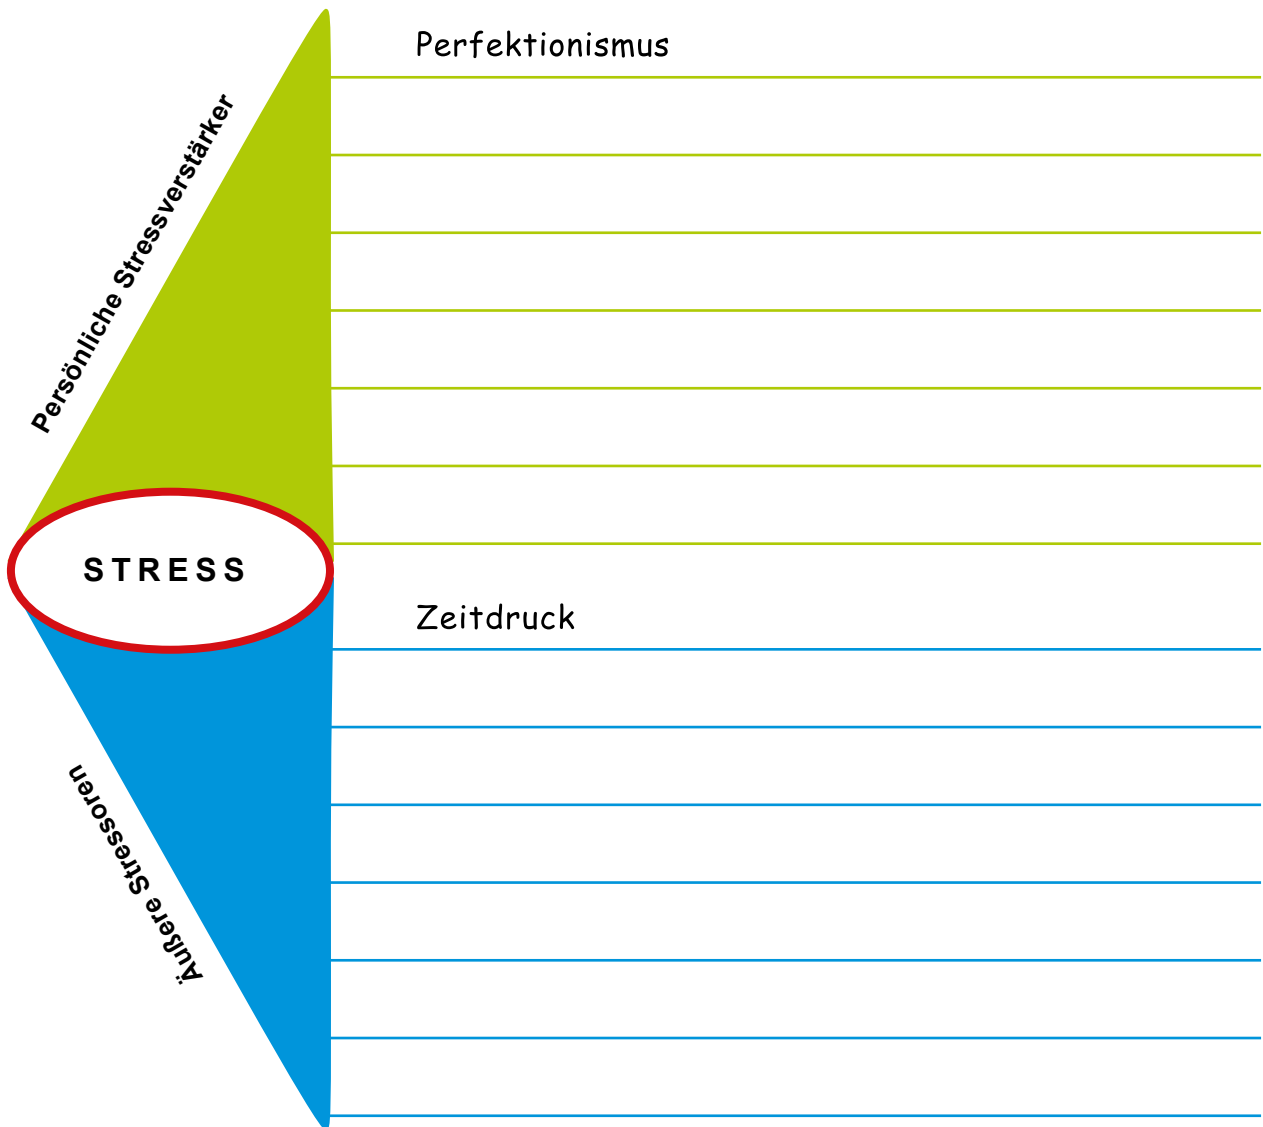 Perfektionismus
Persönliche Stressverstärker
STRESS
Zeitdruck
Äußere Stressoren